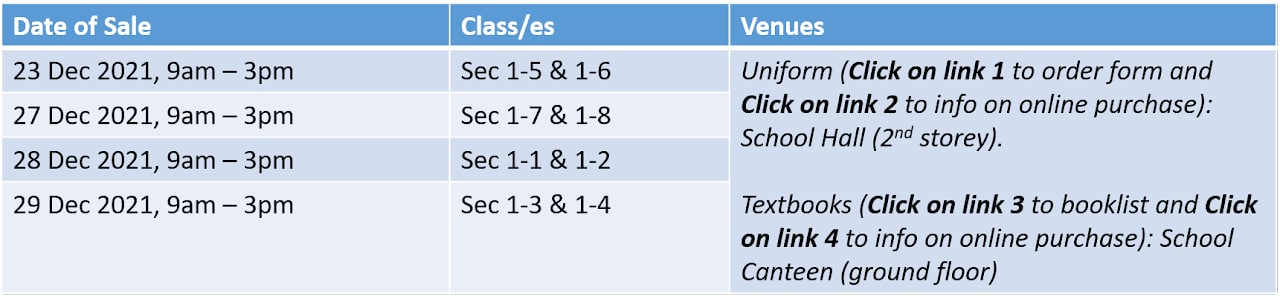 Date of Sale Class/es Venues
23 Dec 2021, 9am – 3pm Sec 1-5 & 1-6
27 Dec 2021, 9am – 3pm Sec 1-7 & 1-8
28 Dec 2021, 9am – 3pm Sec 1-1 & 1-2
29 Dec 2021, 9am – 3pm Sec 1-3 & 1-4
Uniform (Click on link 1 to order form and
Click on link 2 to info on online purchase):
School Hall (2nd storey).
Textbooks (Click on link 3 to booklist and Click
on link 4 to info on online purchase): School
Canteen (ground floor)